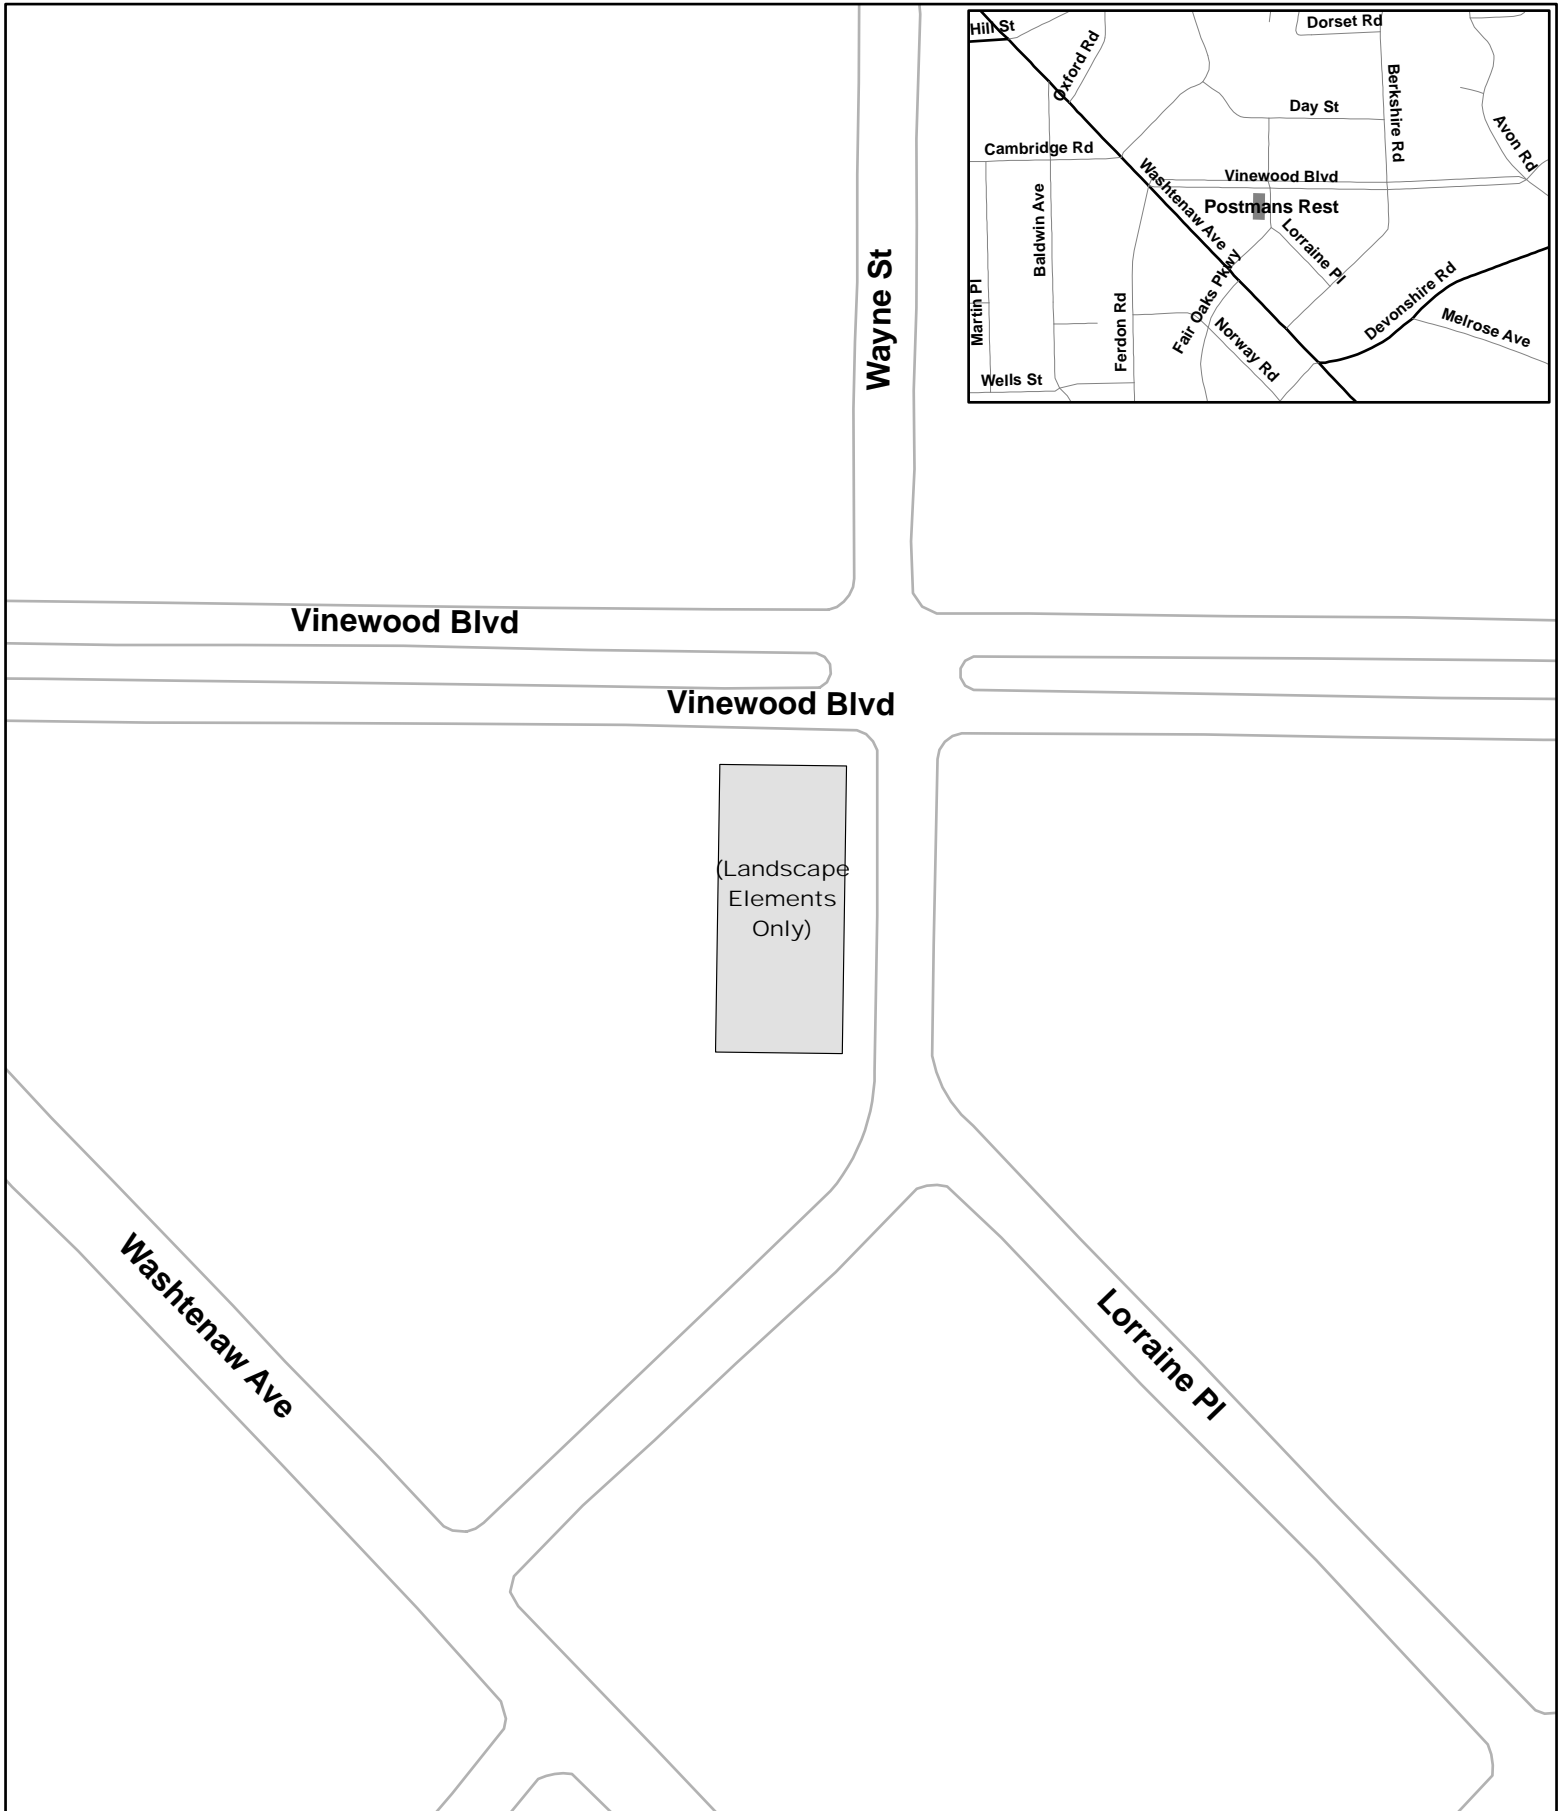 Hill St
Dorset Rd
Oxford Rd
Berkshire Rd
Day St
Avon Rd
Cambridge Rd
Washtenaw Ave
Vinewood Blvd
Baldwin Ave
Postmans Rest
Lorraine Pl
Fair Oaks Pkwy
Devonshire Rd
Martin Pl
Ferdon Rd
Norway Rd
Melrose Ave
Wells St
Wayne St
Vinewood Blvd
Vinewood Blvd
(Landscape
Elements
Only)
Washtenaw Ave
Lorraine Pl